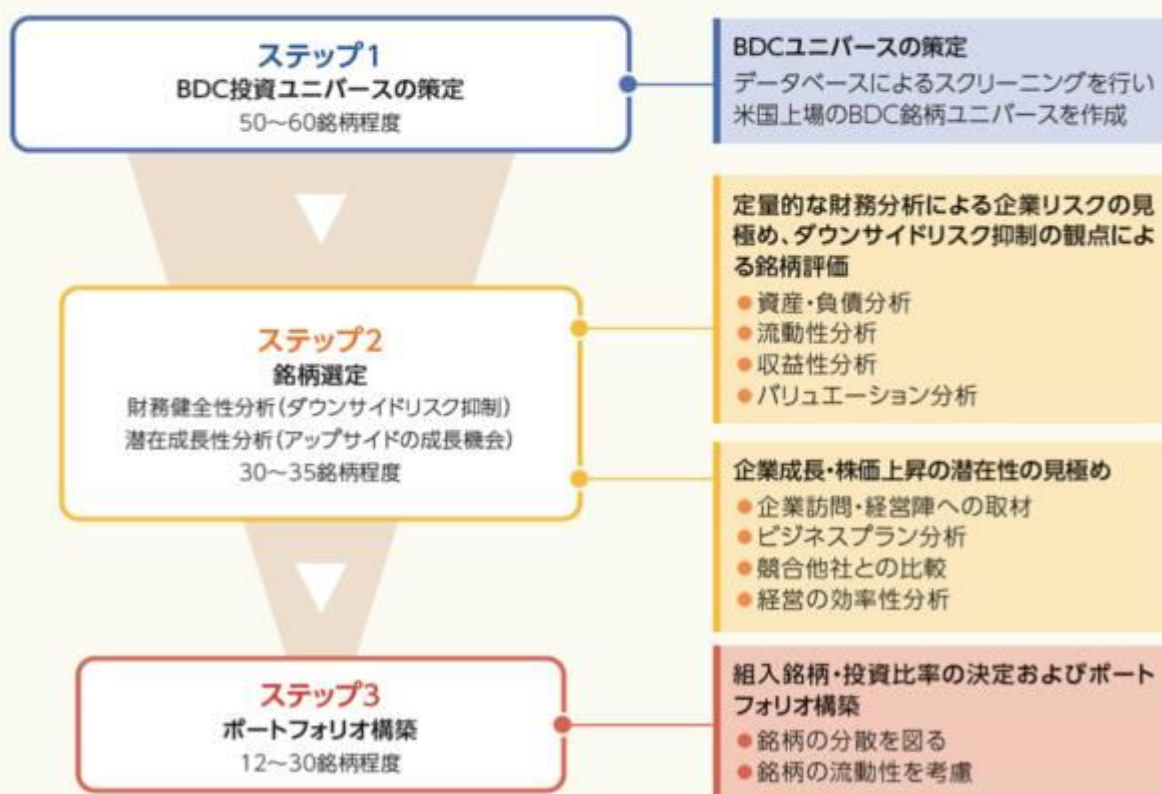 ステップ1
BDC投資ユニバースの策定
50〜60銘柄程度
BDCユニバースの策定
データベースによるスクリーニングを行い
米国上場のBDC銘柄ユニバースを作成
ステップ2
銘柄選定
財務健全性分析(ダウンサイドリスク抑制)
潜在成長性分析(アップサイドの成長機会)
30〜35銘柄程度
定量的な財務分析による企業リスクの見
極め、ダウンサイドリスク抑制の観点によ
る銘柄評価
●資産・負債分析
●流動性分析
●収益性分析
●バリュエーション分析
企業成長・株価上昇の潜在性の見極め
●企業訪問・経営陣への取材
●ビジネスプラン分析
●競合他社との比較
●経営の効率性分析
ステップ3
ポートフォリオ構築
12〜30銘柄程度
組入銘柄・投資比率の決定およびポート
フォリオ構築
●銘柄の分散を図る
●銘柄の流動性を考慮